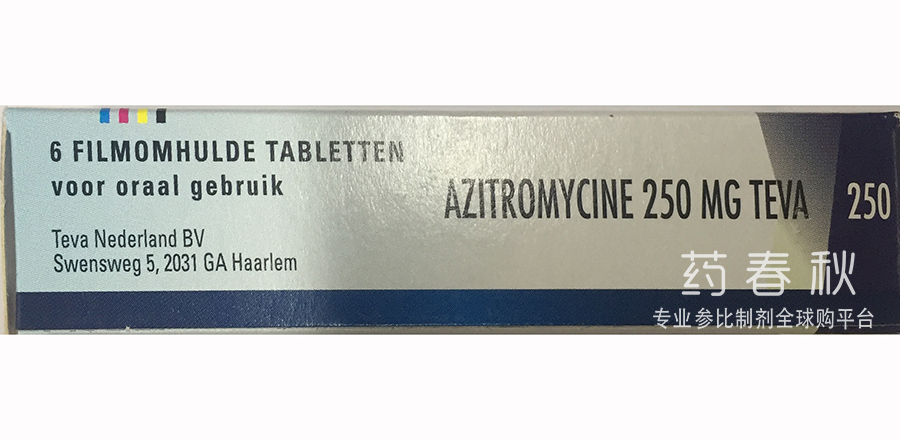 6 FILMOMHULDE TABLETTEN
voor oraal gebruik
Teva Nederland BV
Swensweg 5, 2031 GA Haarlem
AZITROMYCINE 250 MG TEVA
250
药春秋
专业参比制剂全球购平台